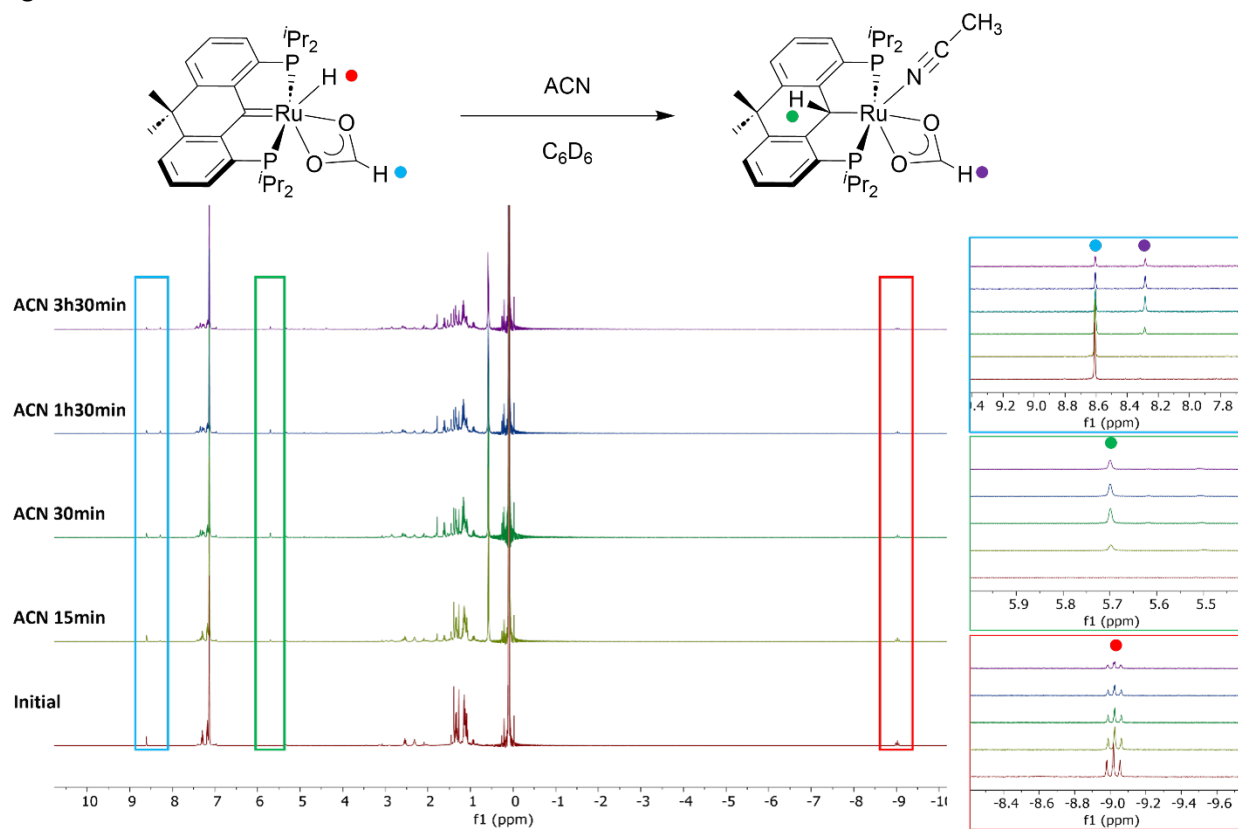 iPr2
P
H
Ru
O
O
H
P
iPr2
ACN
C6D6
iPr2
P
CH3
C
N
H
Ru
O
O
H
P
iPr2
ACN 3h30min
ACN 1h30min
ACN 30min
ACN 15min
Initial
10 9 8 7 6 5 4 3 2 1 0 -1 -2 -3 -4 -5 -6 -7 -8 -9 -10
f1 (ppm)
.4 9.2 9.0 8.8 8.6 8.4 8.2 8.0 7.8
f1 (ppm)
5.9 5.8 5.7 5.6 5.5
f1 (ppm)
-8.4 -8.6 -8.8 -9.0 -9.2 -9.4 -9.6
f1 (ppm)